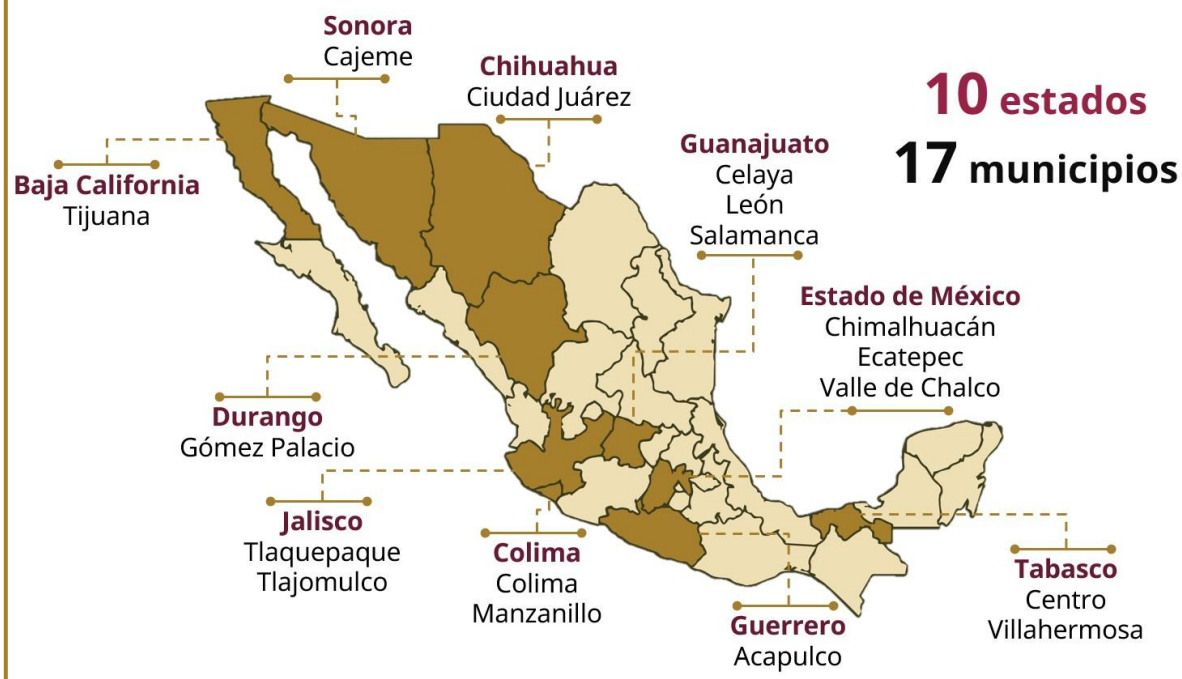 Sonora
Cajeme
Chihuahua
Ciudad Juárez
10 estados
17 municipios
Guanajuato
Celaya
León
Salamanca
Baja California
Tijuana
Estado de México
Chimalhuacán
Ecatepec
Valle de Chalco
Durango
Gómez Palacio
Jalisco
Tlaquepaque
Tlajomulco
Colima
Colima
Manzanillo
Guerrero
Acapulco
Tabasco
Centro
Villahermosa